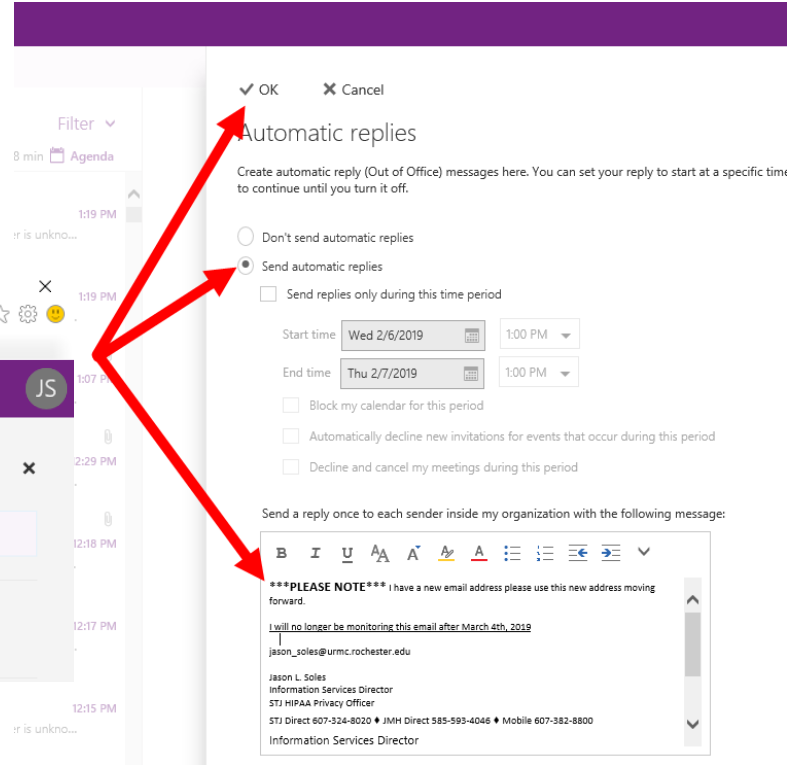 OK
Cancel
Filter
8 min Agenda
Automatic replies
Create automatic reply (Out of Office) messages here. You can set your reply to start at a specific time
to continue until you turn it off.
1:19 PM
er is unkno...
Don't send automatic replies
Send automatic replies
1:19 PM
Send replies only during this time period
Start time Wed 2/6/2019 1:00 PM
End time Thu 2/7/2019 1:00 PM
JS
1:07 PM
Block my calendar for this period
Automatically decline new invitations for events that occur during this period
12:29 PM
Decline and cancel my meetings during this period
Send a reply once to each sender inside my organization with the following message:
12:18 PM
B I U AA A A A
***PLEASE NOTE*** I have a new email address please use this new address moving
forward.
I will no longer be monitoring this email after March 4th, 2019
12:17 PM
jason_soles@urmc.rochester.edu
Jason L. Soles
Information Services Director
STJ HIPAA Privacy Officer
12:15 PM
STJ Direct 607-324-8020 ♦ JMH Direct 585-593-4046 ♦ Mobile 607-382-8800
er is unkno...
Information Services Director